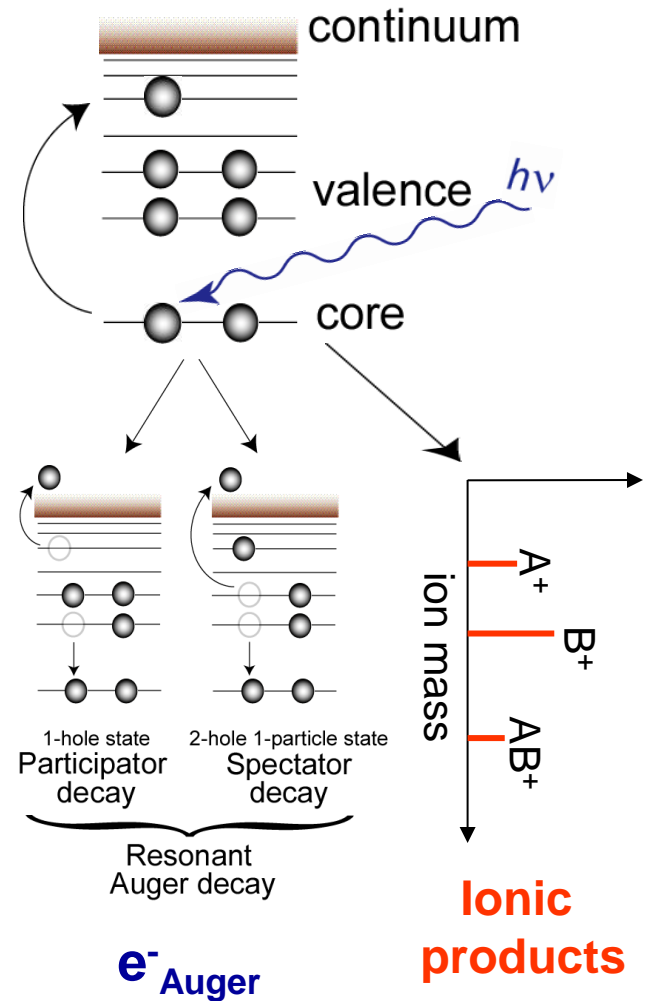 continuum
hν
valence
core
A+
ion mass
B+
AB+
1-hole state
Participator
decay
2-hole 1-particle state
Spectator
decay
Resonant
Auger decay
Ionic
products
e-Auger